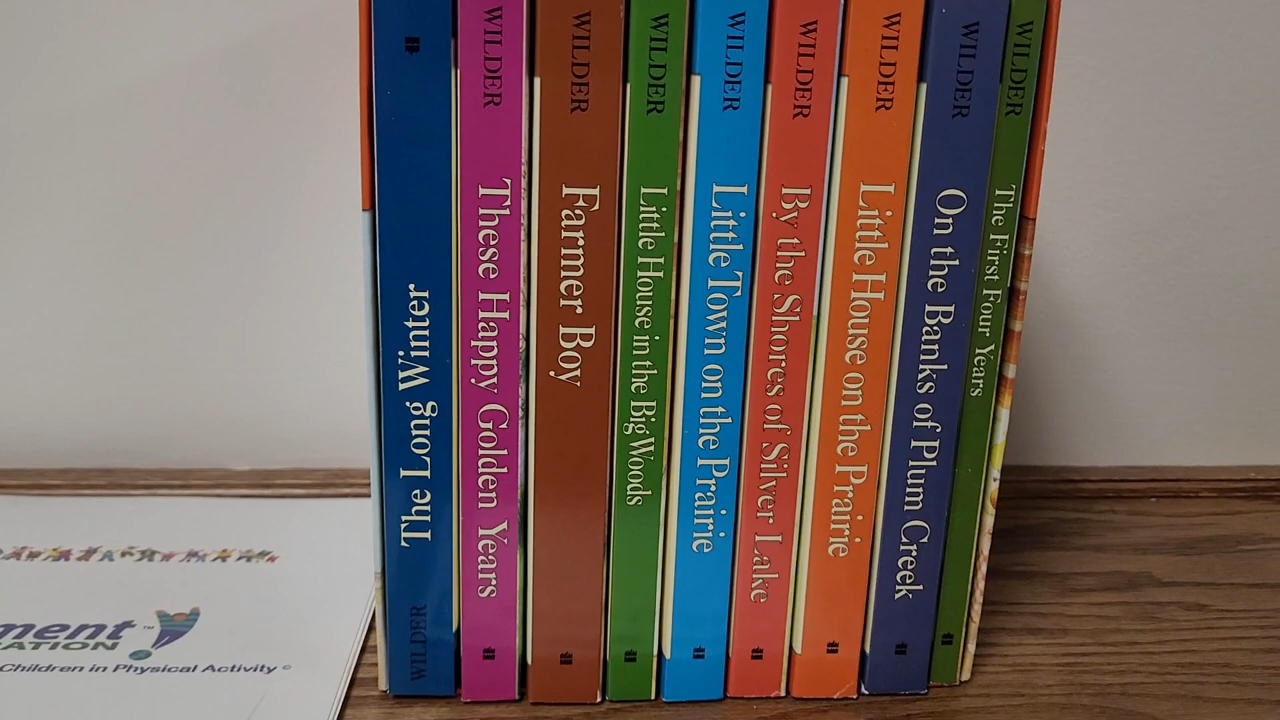 The Long Winter
WILDER
WILDER
These Happy Golden Years
WILDER
Farmer Boy
WILDER
Little House in the Big Woods
WILDER
Little Town on the Prairie
WILDER
By the Shores of Silver Lake
WILDER
Little House on the Prairie
WILDER
On the Banks of Plum Creek
WILDER
The First Four Years
ment
ATION
Children in Physical Activity ©